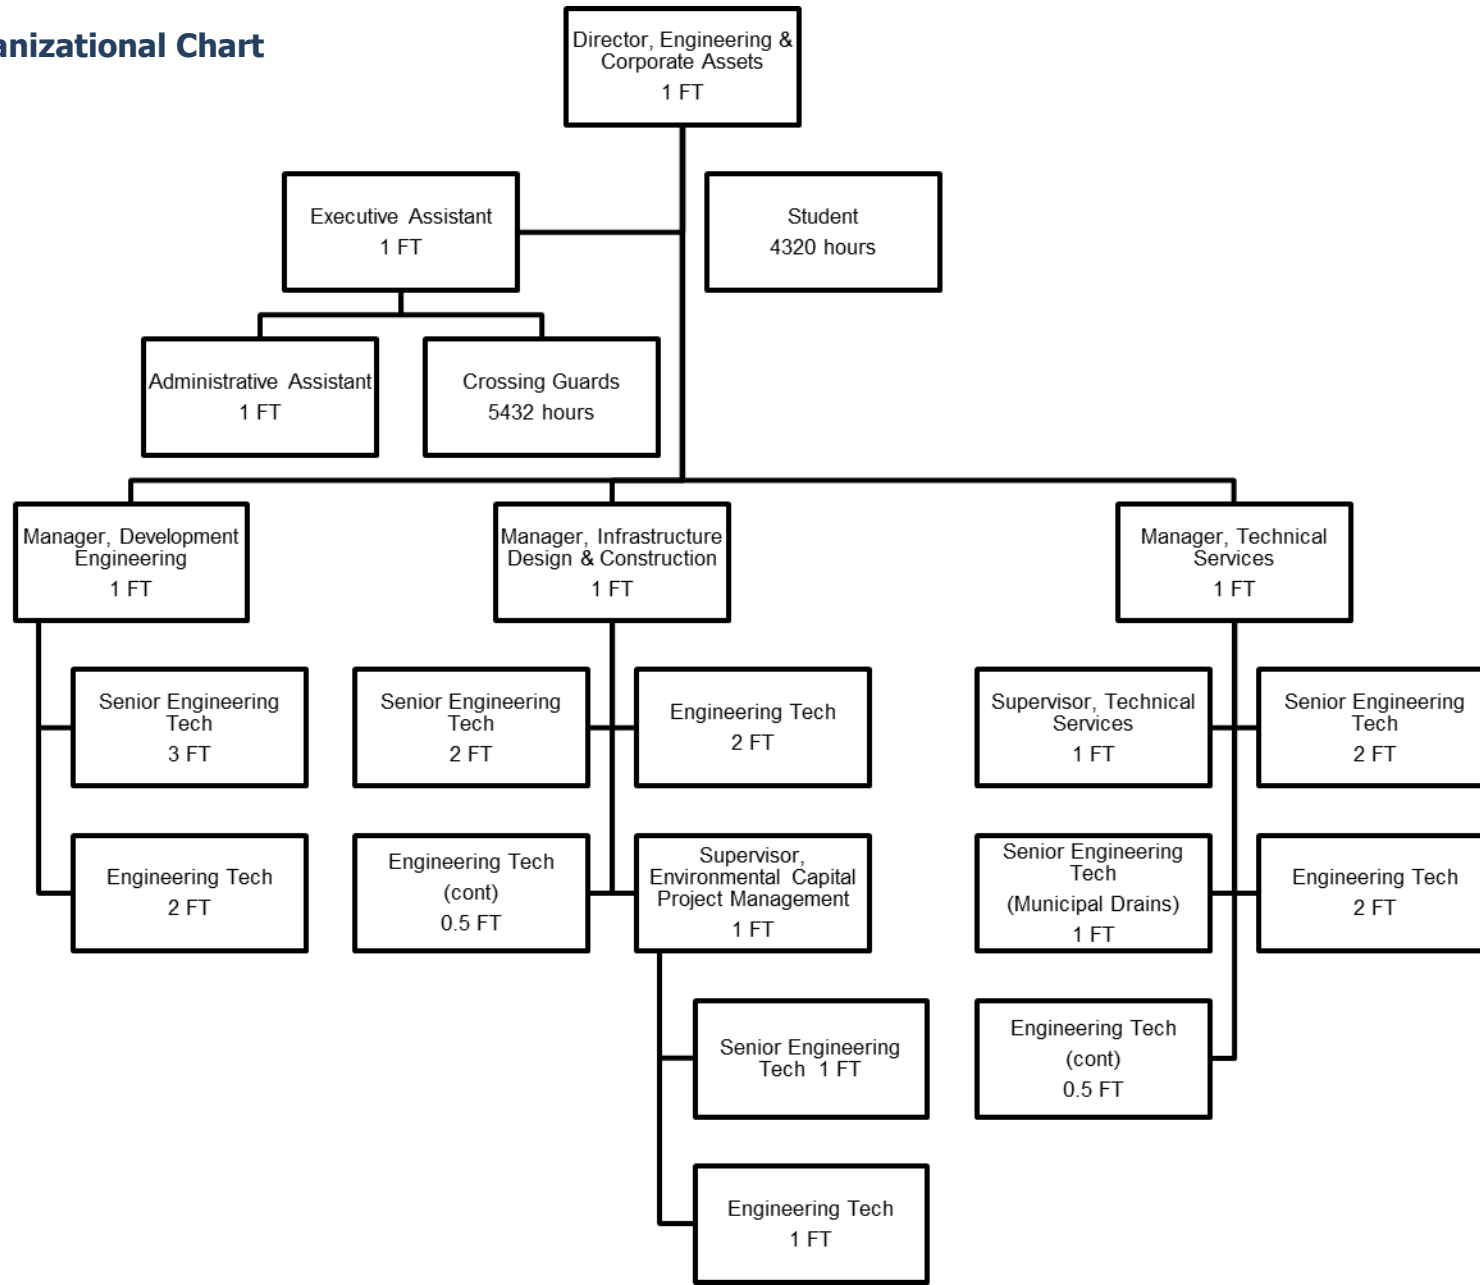 anizational Chart
Director, Engineering &
Corporate Assets
1 FT
Executive Assistant
1 FT
Student
4320 hours
Administrative Assistant
1 FT
Crossing Guards
5432 hours
Manager, Development
Engineering
1 FT
Manager, Infrastructure
Design & Construction
1 FT
Manager, Technical
Services
1 FT
Senior Engineering
Tech
3 FT
Senior Engineering
Tech
2 FT
Engineering Tech
2 FT
Supervisor, Technical
Services
1 FT
Senior Engineering
Tech
2 FT
Engineering Tech
2 FT
Engineering Tech
(cont)
0.5 FT
Supervisor,
Environmental Capital
Project Management
1 FT
Senior Engineering
Tech
(Municipal Drains)
1 FT
Engineering Tech
2 FT
Senior Engineering
Tech 1 FT
Engineering Tech
(cont)
0.5 FT
Engineering Tech
1 FT